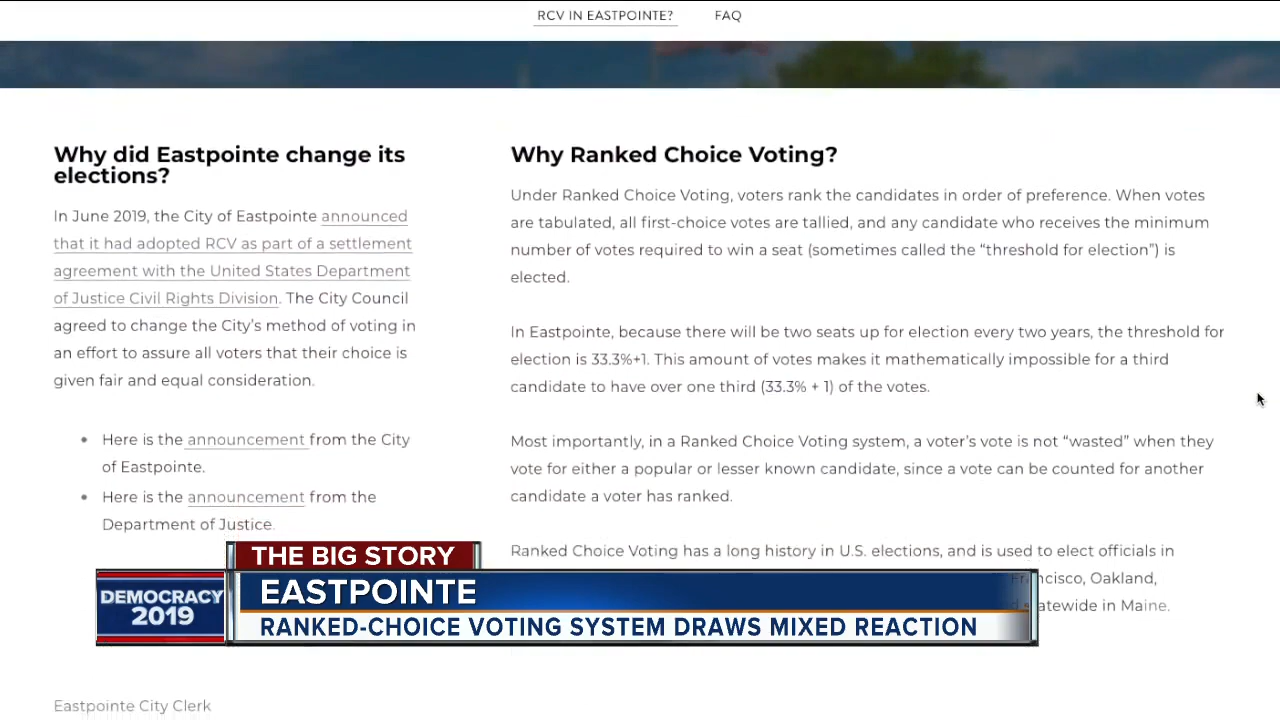 RCV IN EASTPOINTE? FAQ
Why did Eastpointe change its
elections?
In June 2019, the City of Eastpointe announced
that it had adopted RCV as part of a settlement
agreement with the United States Department
of Justice Civil Rights Division. The City Council
agreed to change the City's method of voting in
an effort to assure all voters that their choice is
given fair and equal consideration.
• Here is the announcement from the City
of Eastpointe.
• Here is the announcement from the
Department of Justice.
Why Ranked Choice Voting?
Under Ranked Choice Voting, voters rank the candidates in order of preference. When votes
are tabulated, all first-choice votes are tallied, and any candidate who receives the minimum
number of votes required to win a seat (sometimes called the “threshold for election”) is
elected.
In Eastpointe, because there will be two seats up for election every two years, the threshold for
election is 33.3%+1. This amount of votes makes it mathematically impossible for a third
candidate to have over one third (33.3% + 1) of the votes.
Most importantly, in a Ranked Choice Voting system, a voter's vote is not “wasted” when they
vote for either a popular or lesser known candidate, since a vote can be counted for another
candidate a voter has ranked.
Ranked Choice Voting has a long history in U.S. elections, and is used to elect officials in
Oakland,
in Maine.
THE BIG STORY
DEMOCRACY
2019
EASTPOINTE
RANKED-CHOICE VOTING SYSTEM DRAWS MIXED REACTION
Eastpointe City Clerk